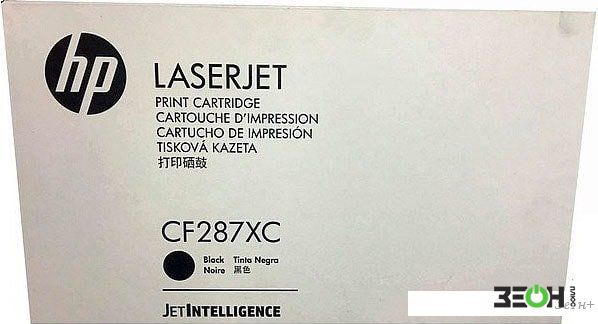 hp
LASERJET
PRINT CARTRIDGE
CARTOUCHE D'IMPRESSION
CARTUCHO DE IMPRESIÓN
TISKOVÁ KAZETA
打印硒鼓
CF287XC
Black Tinta Negra
Noire 黑色
JETINTELLIGENCE
ЗЕОН